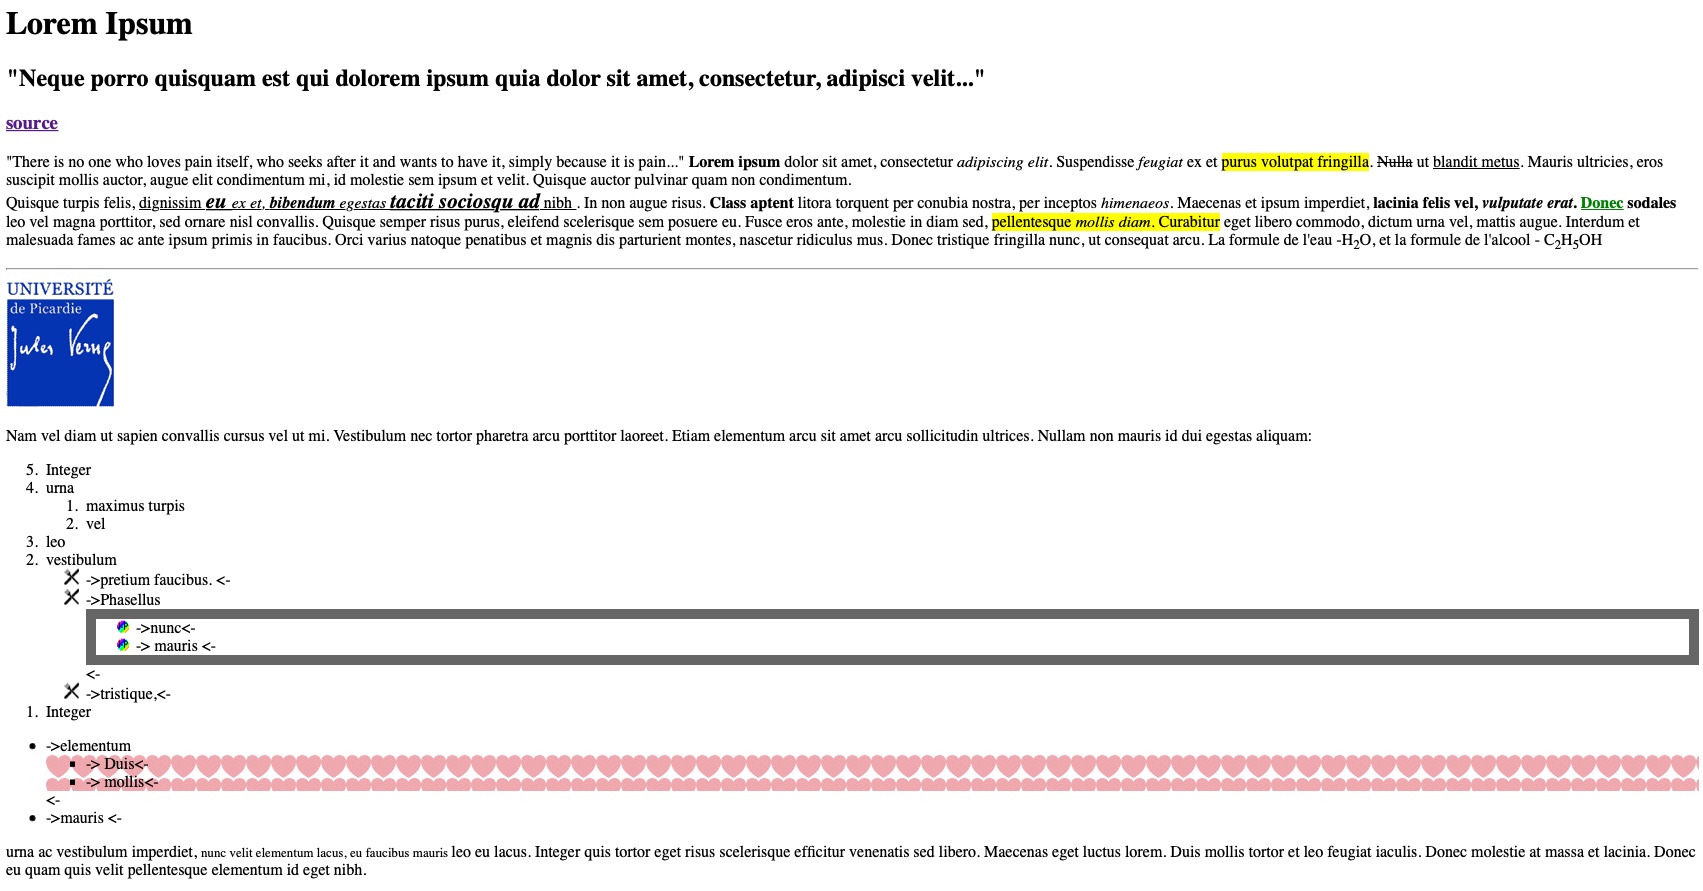 Lorem Ipsum
"Neque porro quisquam est qui dolorem ipsum quia dolor sit amet, consectetur, adipisci velit..."
source
"There is no one who loves pain itself, who seeks after it and wants to have it, simply because it is pain..." Lorem ipsum dolor sit amet, consectetur adipiscing elit. Suspendisse feugiat ex et purus volutpat fringilla. Nulla ut blandit metus. Mauris ultricies, eros
suscipit mollis auctor, augue elit condimentum mi, id molestie sem ipsum et velit. Quisque auctor pulvinar quam non condimentum.
Quisque turpis felis, dignissim eu ex et, bibendum egestas taciti sociosqu ad nibh . In non augue risus. Class aptent litora torquent per conubia nostra, per inceptos himenaeos. Maecenas et ipsum imperdiet, lacinia felis vel, vulputate erat. Donec sodales
leo vel magna porttitor, sed ornare nisl convallis. Quisque semper risus purus, eleifend scelerisque sem posuere eu. Fusce eros ante, molestie in diam sed, pellentesque mollis diam. Curabitur eget libero commodo, dictum urna vel, mattis augue. Interdum et
malesuada fames ac ante ipsum primis in faucibus. Orci varius natoque penatibus et magnis dis parturient montes, nascetur ridiculus mus. Donec tristique fringilla nunc, ut consequat arcu. La formule de l'eau -H₂O, et la formule de l'alcool - C₂H₅OH
UNIVERSITÉ
de Picardie
Jules Verne
Nam vel diam ut sapien convallis cursus vel ut mi. Vestibulum nec tortor pharetra arcu porttitor laoreet. Etiam elementum arcu sit amet arcu sollicitudin ultrices. Nullam non mauris id dui egestas aliquam:
5. Integer
4. urna
1. maximus turpis
2. vel
3. leo
2. vestibulum
->pretium faucibus. <-
->Phasellus
->nunc<-
-> mauris <-
<-
->tristique,<-
1. Integer
->elementum
-> Duis<-
-> mollis<-
<-
->mauris <-
urna ac vestibulum imperdiet, nunc velit elementum lacus, eu faucibus mauris leo eu lacus. Integer quis tortor eget risus scelerisque efficitur venenatis sed libero. Maecenas eget luctus lorem. Duis mollis tortor et leo feugiat iaculis. Donec molestie at massa et lacinia. Donec
eu quam quis velit pellentesque elementum id eget nibh.